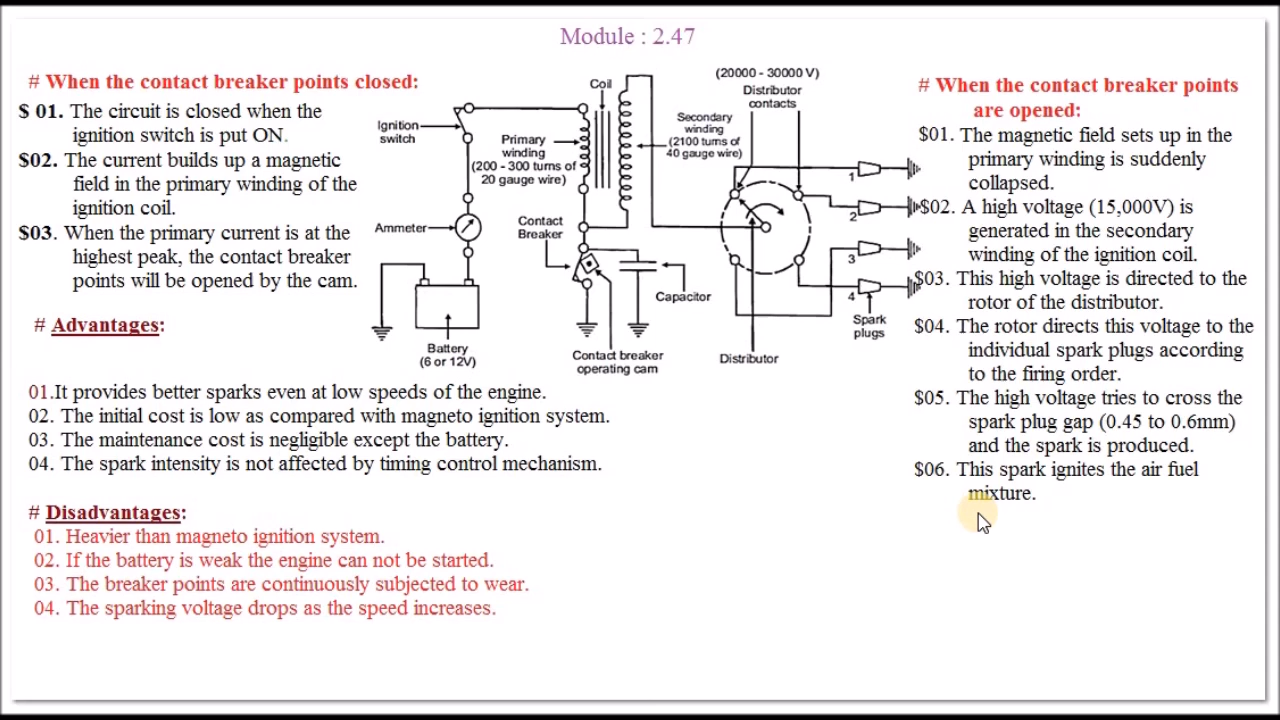 Module : 2.47
# When the contact breaker points closed:
$ 01. The circuit is closed when the
ignition switch is put ON.
$02. The current builds up a magnetic
field in the primary winding of the
ignition coil.
$03. When the primary current is at the
highest peak, the contact breaker
points will be opened by the cam.
# Advantages:
01.It provides better sparks even at low speeds of the engine.
02. The initial cost is low as compared with magneto ignition system.
03. The maintenance cost is negligible except the battery.
04. The spark intensity is not affected by timing control mechanism.
# Disadvantages:
01. Heavier than magneto ignition system.
02. If the battery is weak the engine can not be started.
03. The breaker points are continuously subjected to wear.
04. The sparking voltage drops as the speed increases.
Ignition
switch
Ammeter
Battery
(6 or 12V)
Coil
Primary
winding
(200 - 300 turns of
20 gauge wire)
Contact
Breaker
Contact breaker
operating cam
Capacitor
Secondary
winding
(2100 turns of
40 gauge wire)
(20000 - 30000 V)
Distributor
contacts
Distributor
1
2
3
4
Spark
plugs
# When the contact breaker points
are opened:
$01. The magnetic field sets up in the
primary winding is suddenly
collapsed.
$02. A high voltage (15,000V) is
generated in the secondary
winding of the ignition coil.
$03. This high voltage is directed to the
rotor of the distributor.
$04. The rotor directs this voltage to the
individual spark plugs according
to the firing order.
$05. The high voltage tries to cross the
spark plug gap (0.45 to 0.6mm)
and the spark is produced.
$06. This spark ignites the air fuel
mixture.